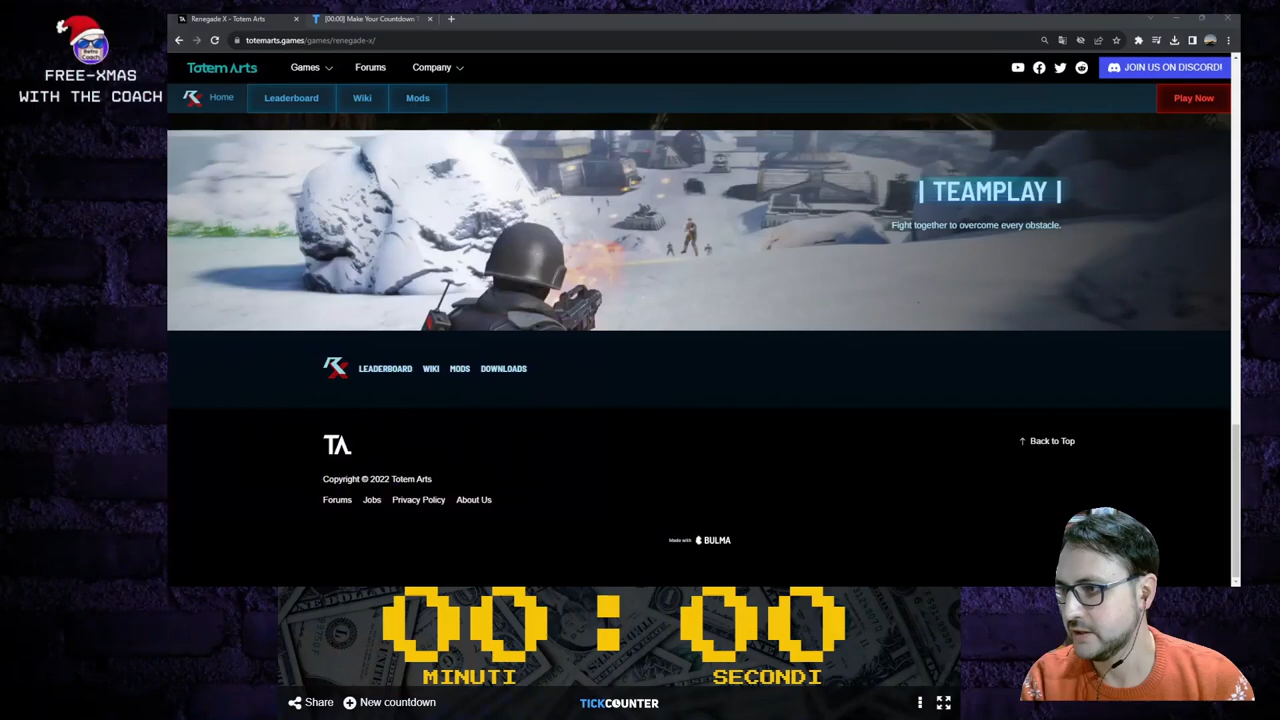 Renegade X - Totem Arts
[00:00] Make Your Countdown T
totemarts.games/games/renegade-x/
FREE-XMAS
WITH THE COACH
Totem Arts
Games
Forums
Company
JOIN US ON DISCORD!
Home
Leaderboard
Wiki
Mods
Play Now
| TEAMPLAY |
Fight together to overcome every obstacle.
LEADERBOARD WIKI MODS DOWNLOADS
TA
Back to Top
Copyright © 2022 Totem Arts
Forums Jobs Privacy Policy About Us
Made with BULMA
00 : 00
MINUTI SECONDI
Share New countdown TICKCOUNTER